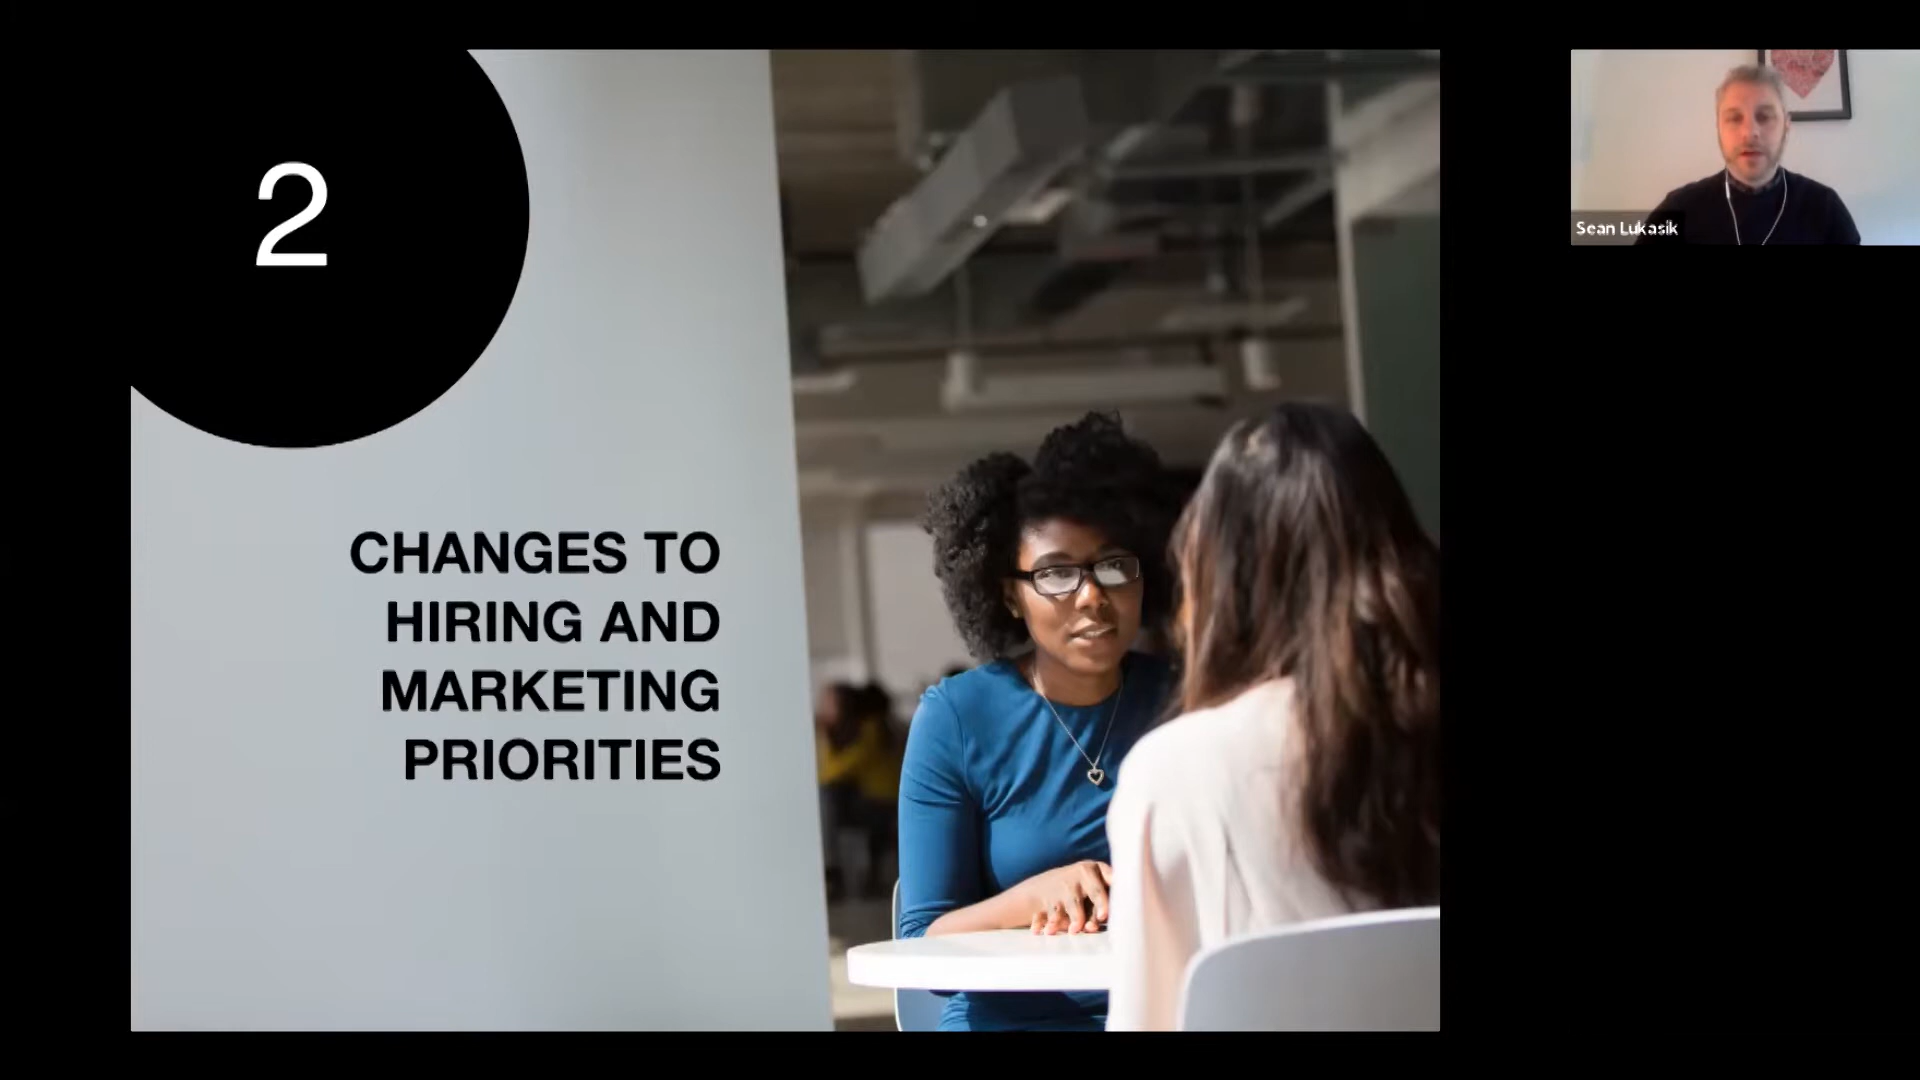 2
CHANGES TO
HIRING AND
MARKETING
PRIORITIES
Sean Lukasik